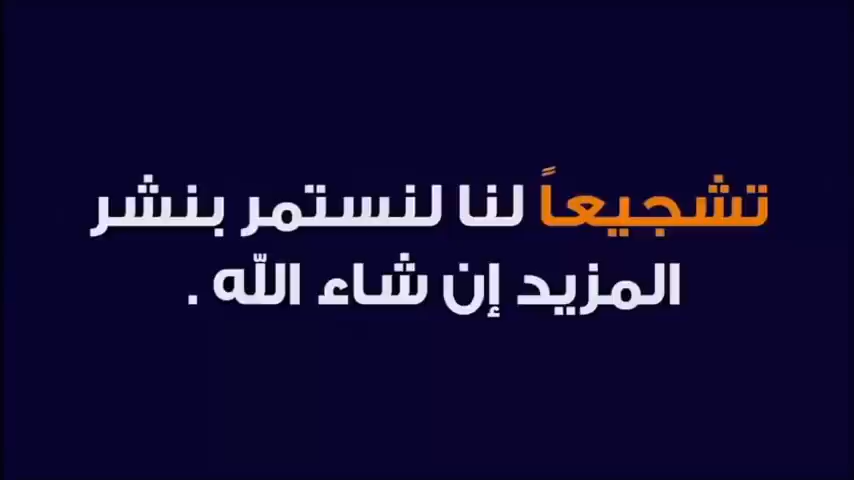 تشجيعاً لنا لنستمر بنشر
المزيد إن شاء الله .